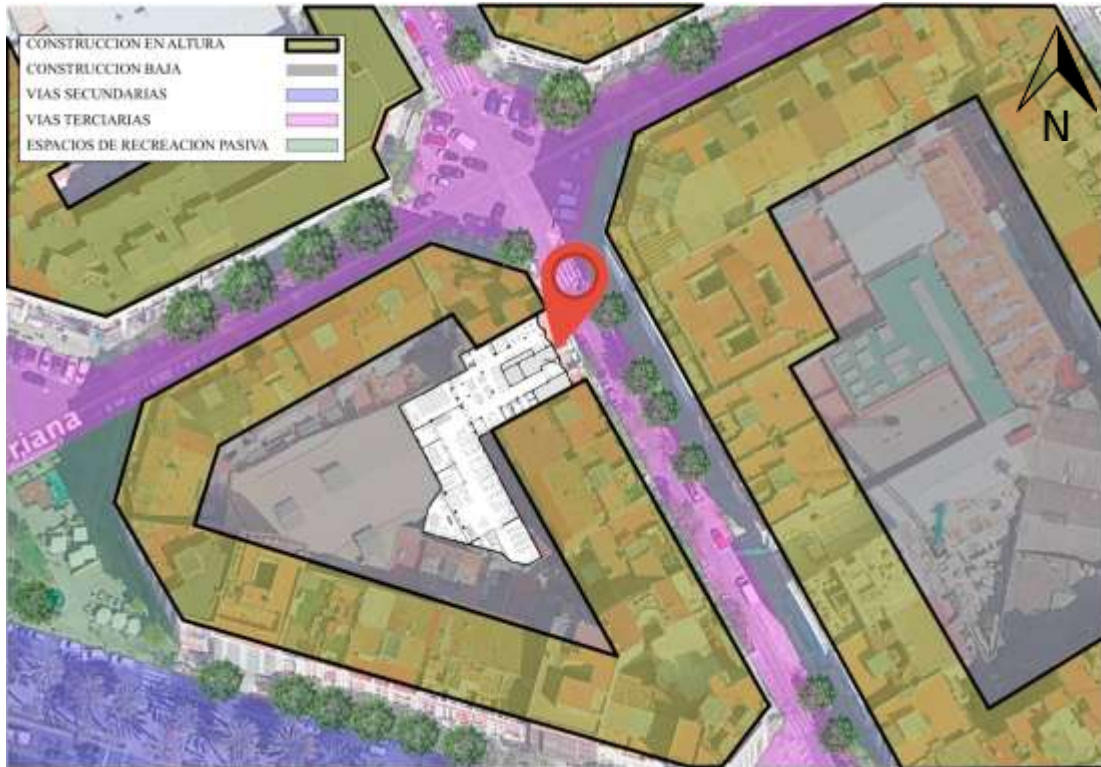 CONSTRUCCION EN ALTURA
CONSTRUCCION BAJA
VIAS SECUNDARIAS
VIAS TERCIARIAS
ESPACIOS DE RECREACION PASIVA
N
riana